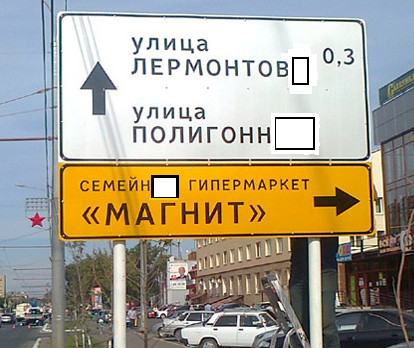 улица
ЛЕРМОНТОВ 0,3
улица
ПОЛИГОНН
СЕМЕЙН ГИПЕРМАРКЕТ
«МАГНИТ»